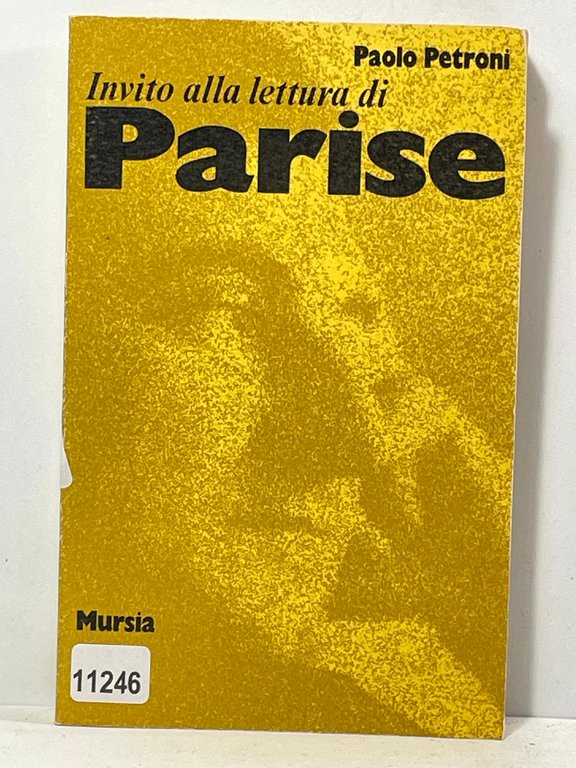 Paolo Petroni
Invito alla lettura di
Parise
Mursia
11246